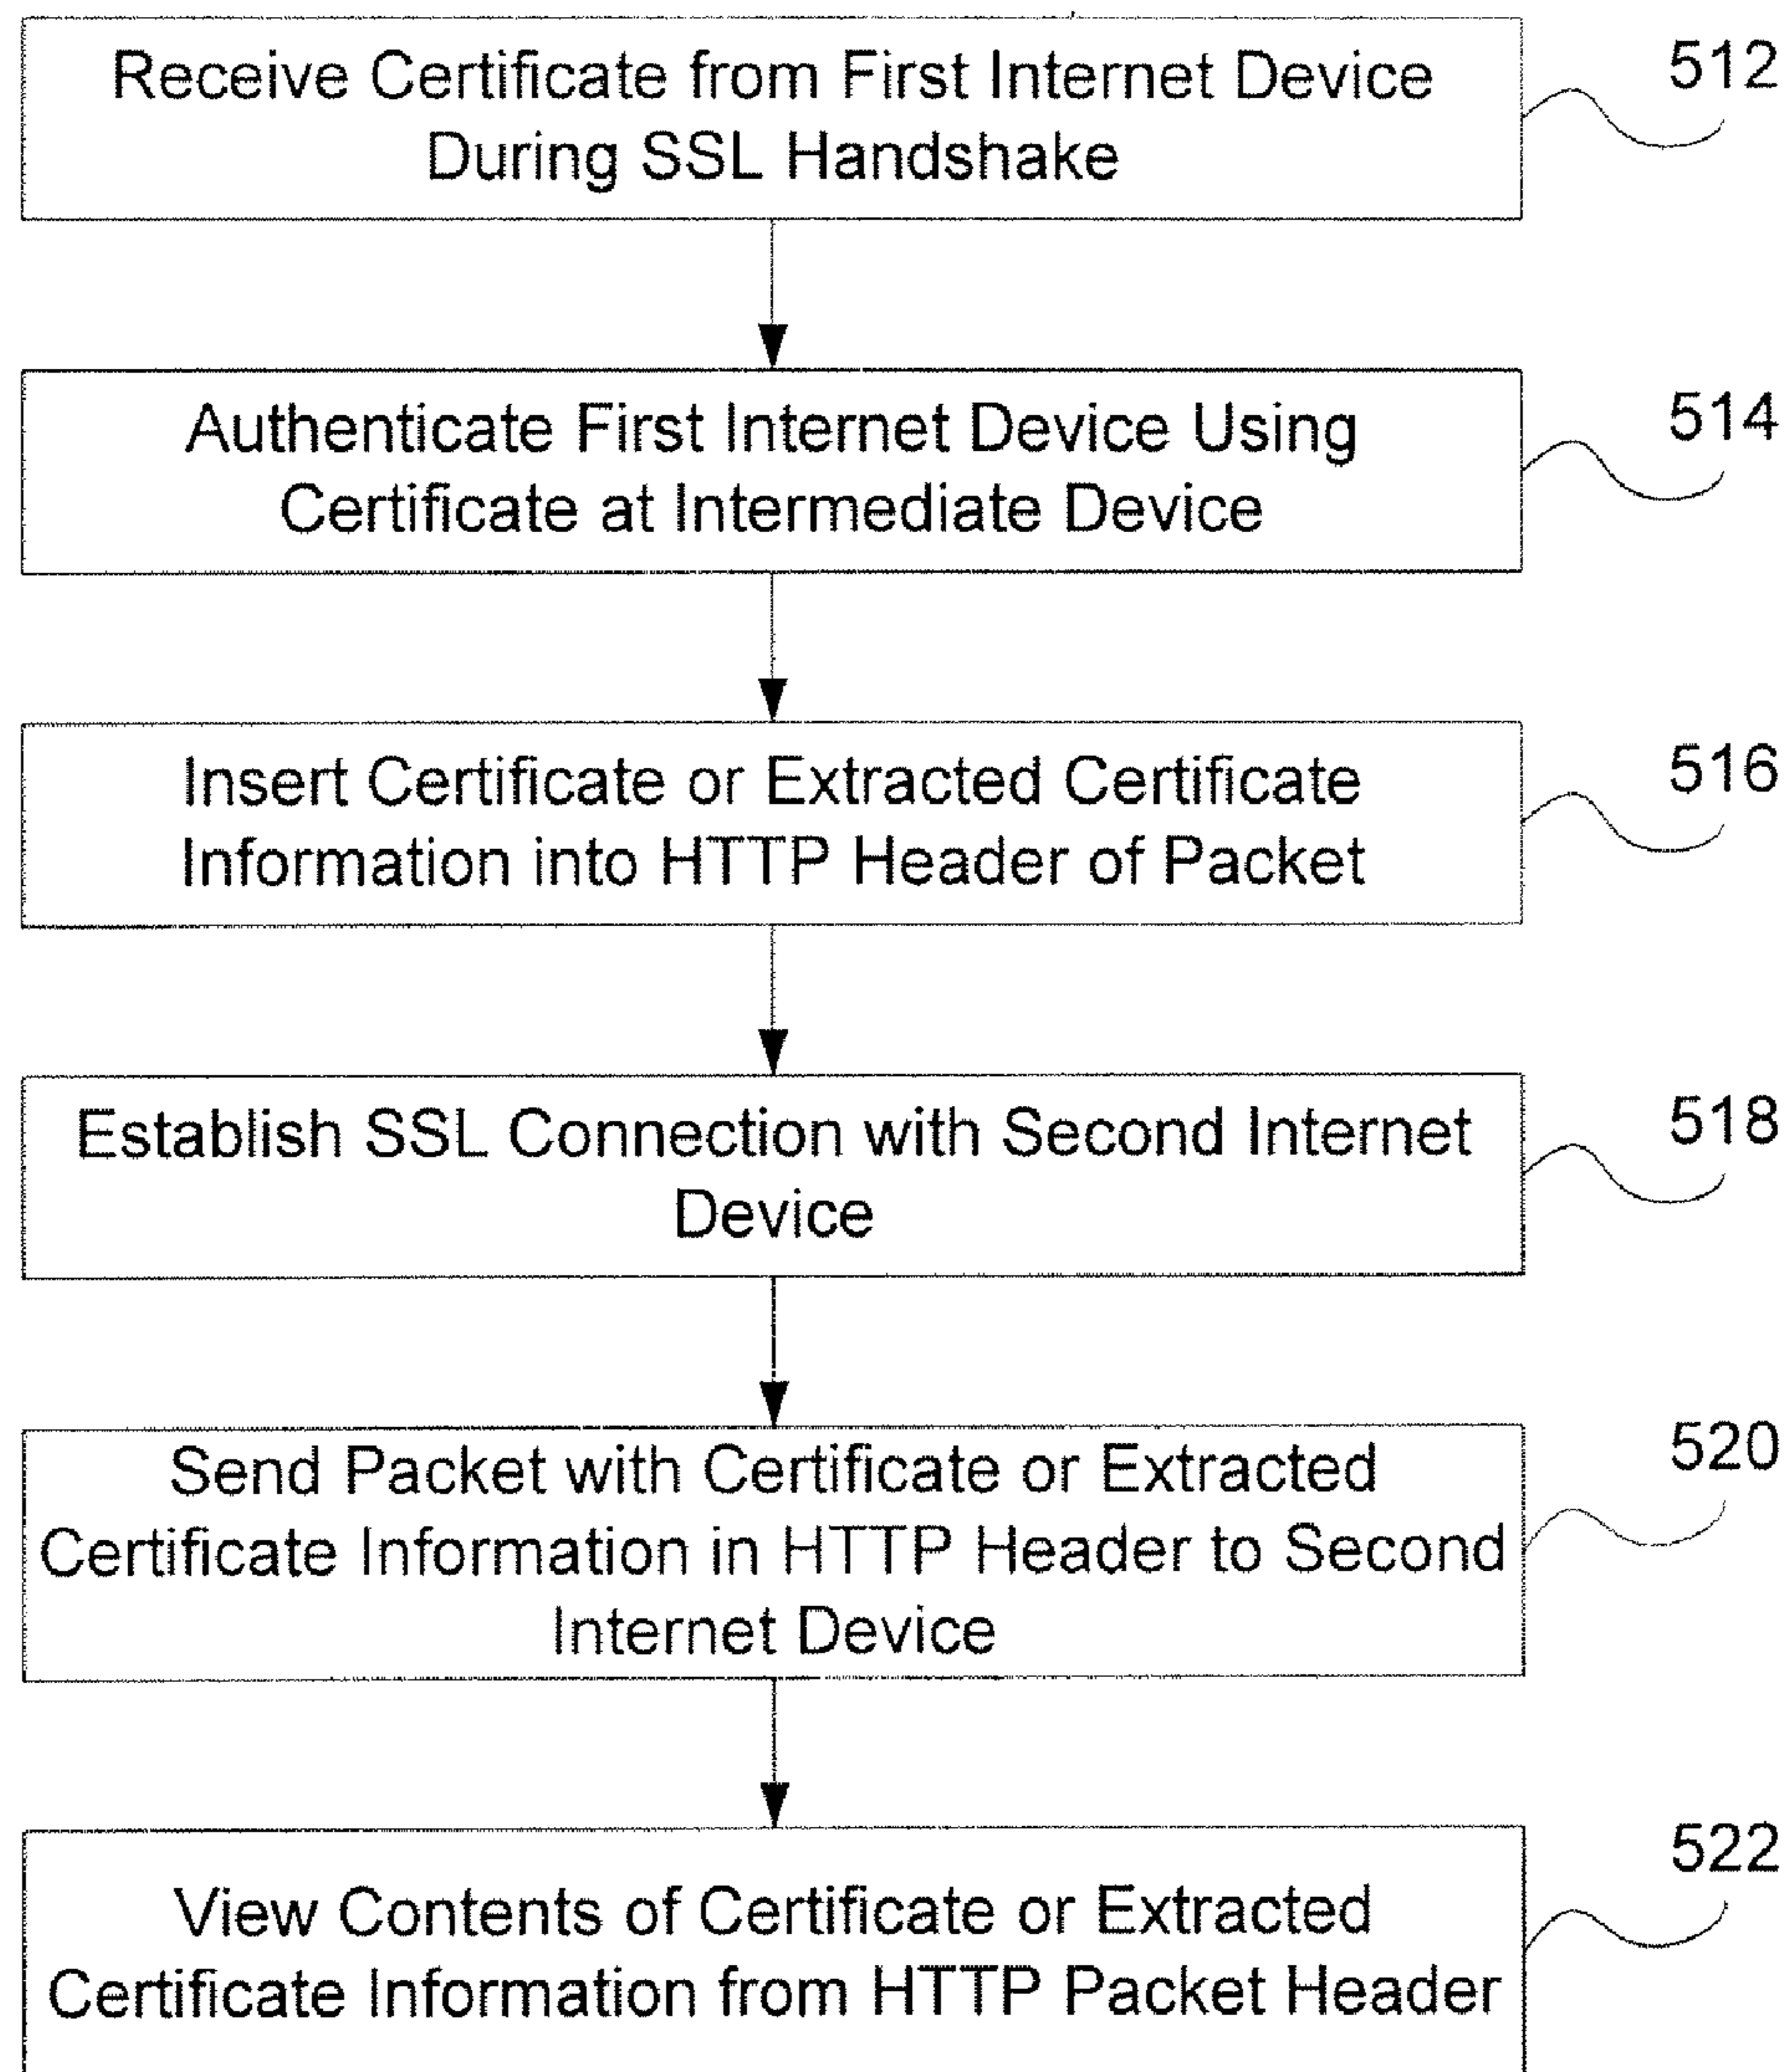 Receive Certificate from First Internet Device
During SSL Handshake
512
Authenticate First Internet Device Using
Certificate at Intermediate Device
514
Insert Certificate or Extracted Certificate
Information into HTTP Header of Packet
516
Establish SSL Connection with Second Internet
Device
518
Send Packet with Certificate or Extracted
Certificate Information in HTTP Header to Second
Internet Device
520
View Contents of Certificate or Extracted
Certificate Information from HTTP Packet Header
522